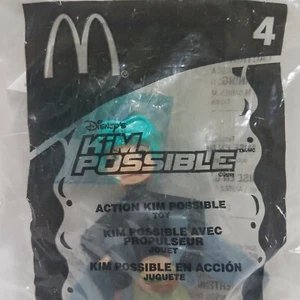 4
DISNEY'S
KIM
POSSIBLE
ACTION KIM POSSIBLE
TOY
KIM POSSIBLE AVEC
PROPULSEUR
JOUET
KIM POSSIBLE EN ACCIÓN
JUGUETE